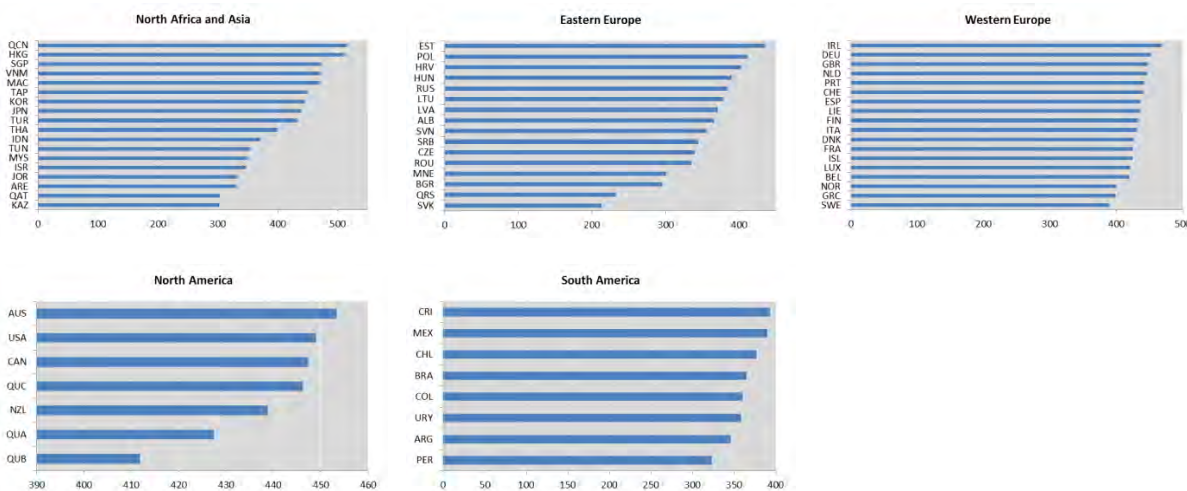 North Africa and Asia
QCN
HKG
SGP
VNM
MAC
TAP
KOR
JPN
TUR
THA
IDN
TUN
MYS
ISR
JOR
ARE
QAT
KAZ
0 100 200 300 400 500
Eastern Europe
EST
POL
HRV
HUN
RUS
LTU
LVA
ALB
SVN
SRB
CZE
ROU
MNE
BGR
QRS
SVK
0 100 200 300 400
Western Europe
IRL
DEU
GBR
NLD
PRT
CHE
ESP
LIE
FIN
ITA
DNK
FRA
ISL
LUX
BEL
NOR
GRC
SWE
0 100 200 300 400 500
North America
AUS
USA
CAN
QUC
NZL
QUA
QUB
390 400 410 420 430 440 450 460
South America
CRI
MEX
CHL
BRA
COL
URY
ARG
PER
0 50 100 150 200 250 300 350 400